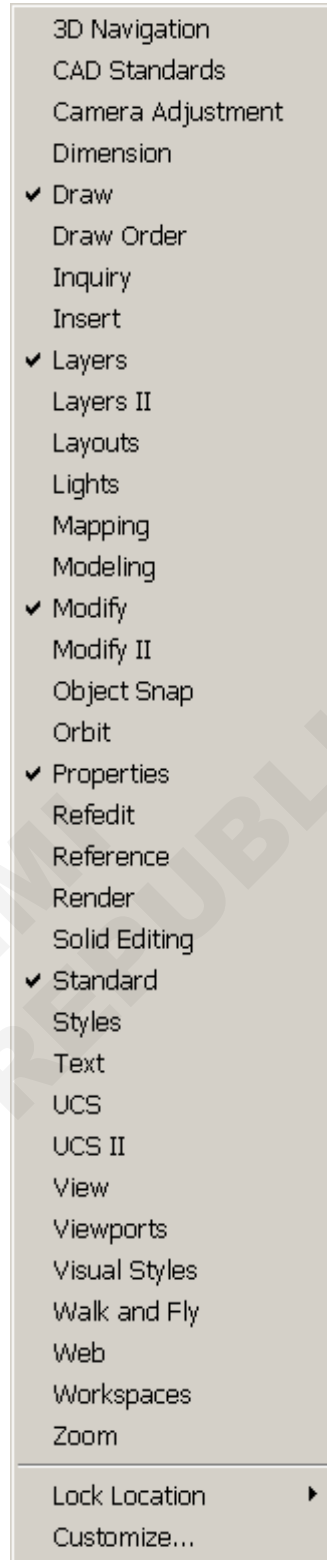 3D Navigation
CAD Standards
Camera Adjustment
Dimension
Draw
Draw Order
Inquiry
Insert
Layers
Layers II
Layouts
Lights
Mapping
Modeling
Modify
Modify II
Object Snap
Orbit
Properties
Refedit
Reference
Render
Solid Editing
Standard
Styles
Text
UCS
UCS II
View
Viewports
Visual Styles
Walk and Fly
Web
Workspaces
Zoom
Lock Location
Customize...